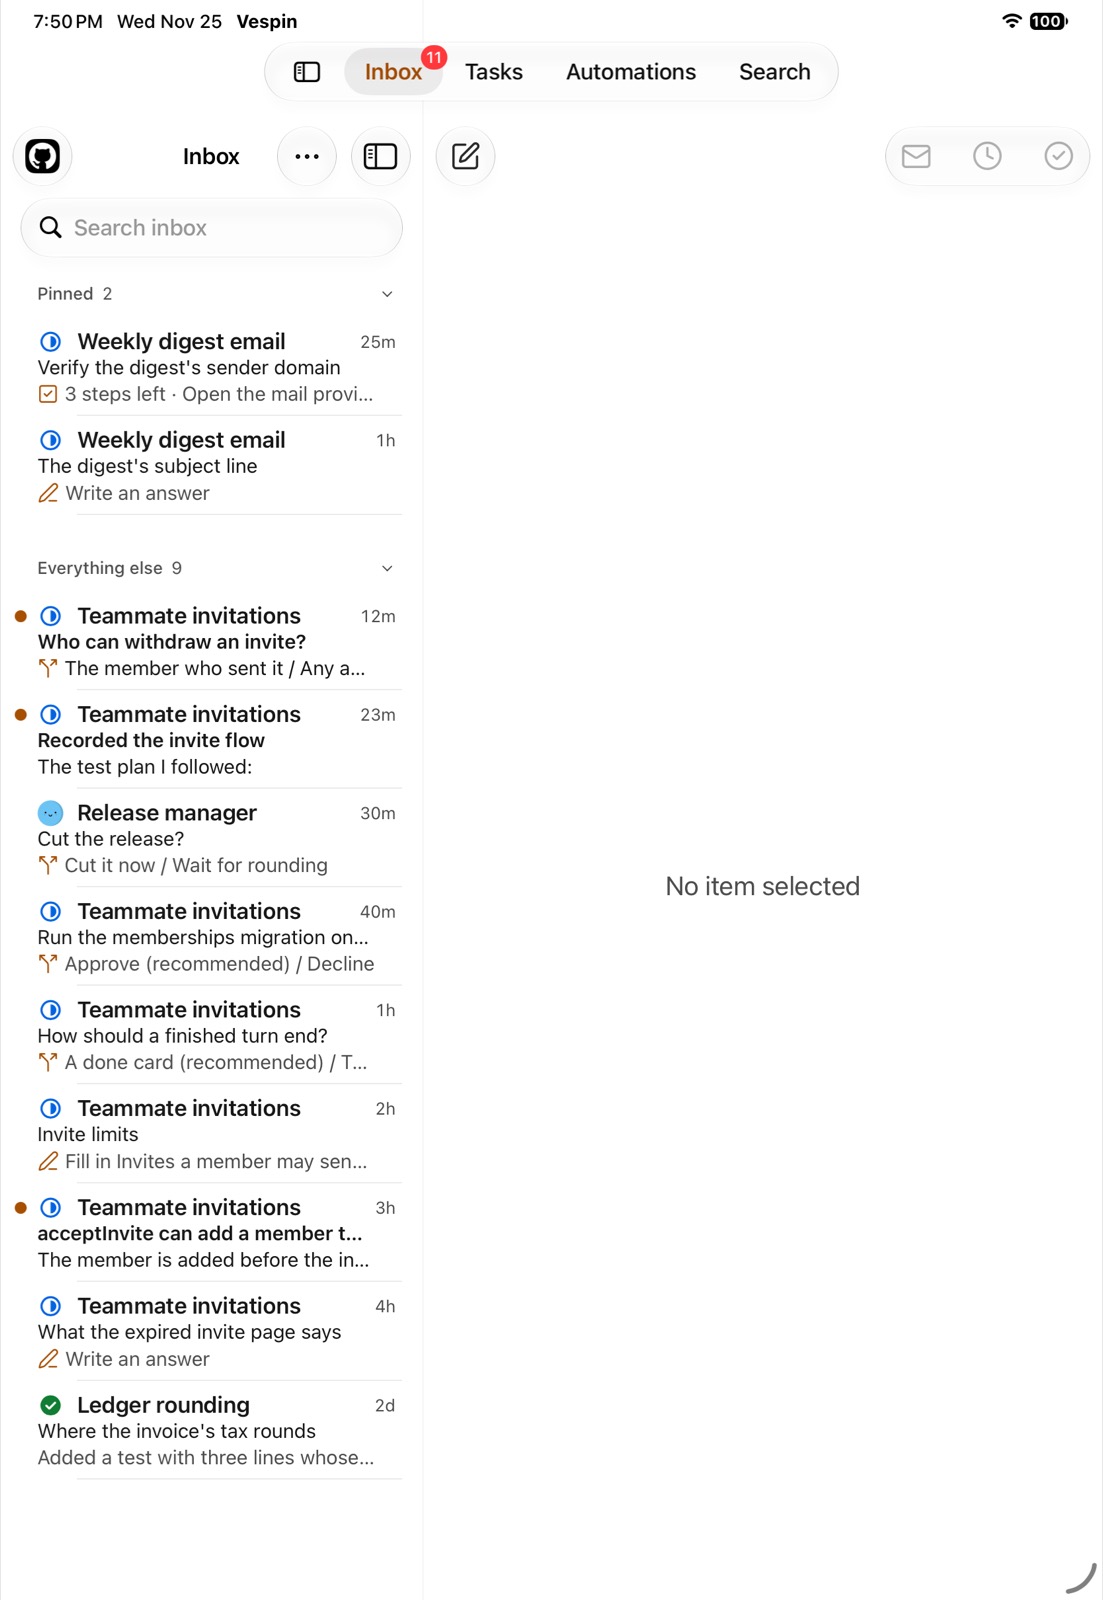 7:50 PM Wed Nov 25 Vespin
100
Inbox 11 Tasks Automations Search
Inbox
Search inbox
Pinned 2
Weekly digest email 25m
Verify the digest's sender domain
3 steps left · Open the mail provi...
Weekly digest email 1h
The digest's subject line
Write an answer
Everything else 9
Teammate invitations 12m
Who can withdraw an invite?
The member who sent it / Any a...
Teammate invitations 23m
Recorded the invite flow
The test plan I followed:
Release manager 30m
Cut the release?
Cut it now / Wait for rounding
Teammate invitations 40m
Run the memberships migration on...
Approve (recommended) / Decline
Teammate invitations 1h
How should a finished turn end?
A done card (recommended) / T...
Teammate invitations 2h
Invite limits
Fill in Invites a member may sen...
Teammate invitations 3h
acceptInvite can add a member t...
The member is added before the in...
Teammate invitations 4h
What the expired invite page says
Write an answer
Ledger rounding 2d
Where the invoice's tax rounds
Added a test with three lines whose...
No item selected